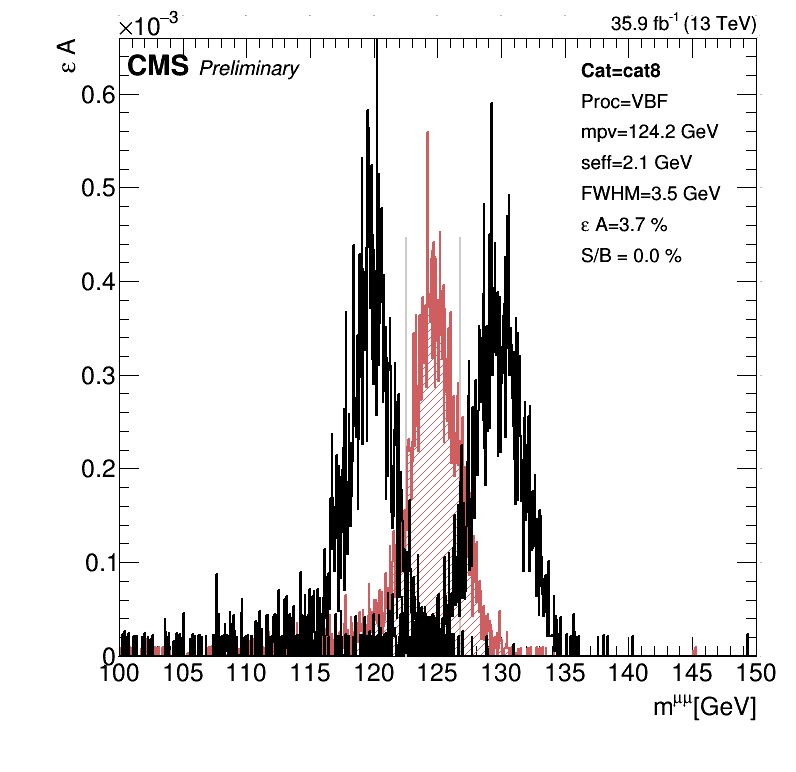 ×10⁻³
35.9 fb⁻¹ (13 TeV)
ε A
CMS Preliminary
Cat=cat8
Proc=VBF
mpv=124.2 GeV
seff=2.1 GeV
FWHM=3.5 GeV
ε A=3.7 %
S/B = 0.0 %
0.6
0.5
0.4
0.3
0.2
0.1
0
100 105 110 115 120 125 130 135 140 145 150
m^μμ[GeV]